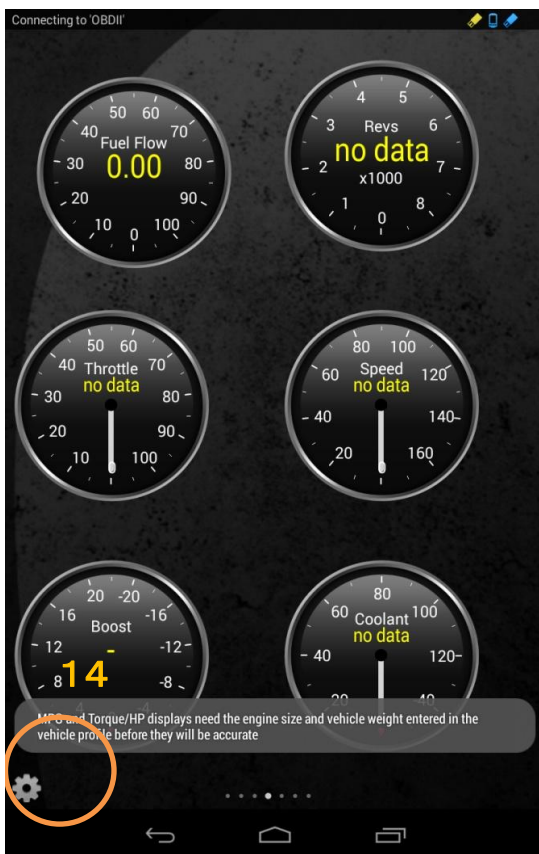 Connecting to 'OBDII'
50 60
40 70
Fuel Flow
30 0.00 80
20 90
10 0 100
4 5
3 Revs 6
2 no data 7
x1000
1 0 8
50 60
40 Throttle 70
no data
30 80
20 90
10 0 100
80 100
60 Speed 120
no data
40 140
20 0 160
20 -20
16 -16
Boost
12 - -12
8 14 -8
80
60 Coolant 100
no data
40 120
20 40
MPG and Torque/HP displays need the engine size and vehicle weight entered in the
vehicle profile before they will be accurate